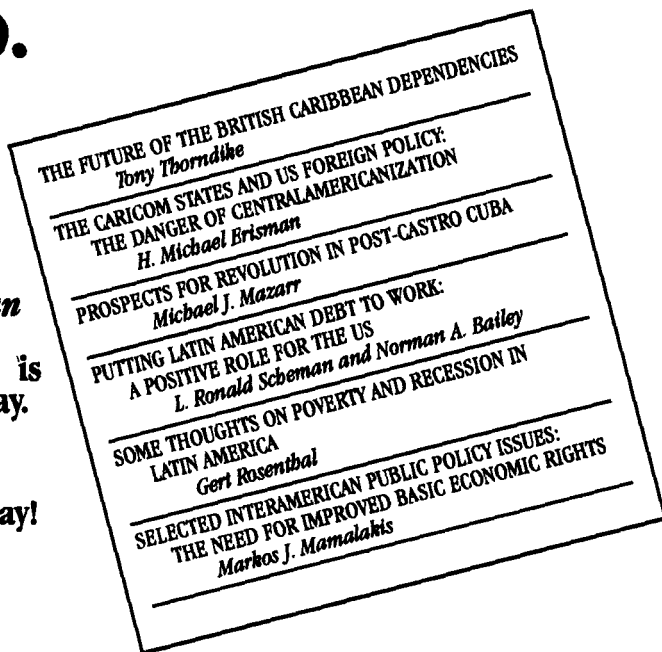 THE FUTURE OF THE BRITISH CARIBBEAN DEPENDENCIES
Tony Thorndike
THE CARICOM STATES AND US FOREIGN POLICY:
THE DANGER OF CENTRALAMERICANIZATION
H. Michael Erisman
PROSPECTS FOR REVOLUTION IN POST-CASTRO CUBA
Michael J. Mazarr
PUTTING LATIN AMERICAN DEBT TO WORK:
A POSITIVE ROLE FOR THE US
L. Ronald Scheman and Norman A. Bailey
SOME THOUGHTS ON POVERTY AND RECESSION IN
LATIN AMERICA
Gert Rosenthal
SELECTED INTERAMERICAN PUBLIC POLICY ISSUES:
THE NEED FOR IMPROVED BASIC ECONOMIC RIGHTS
Markos J. Mamalakis
is